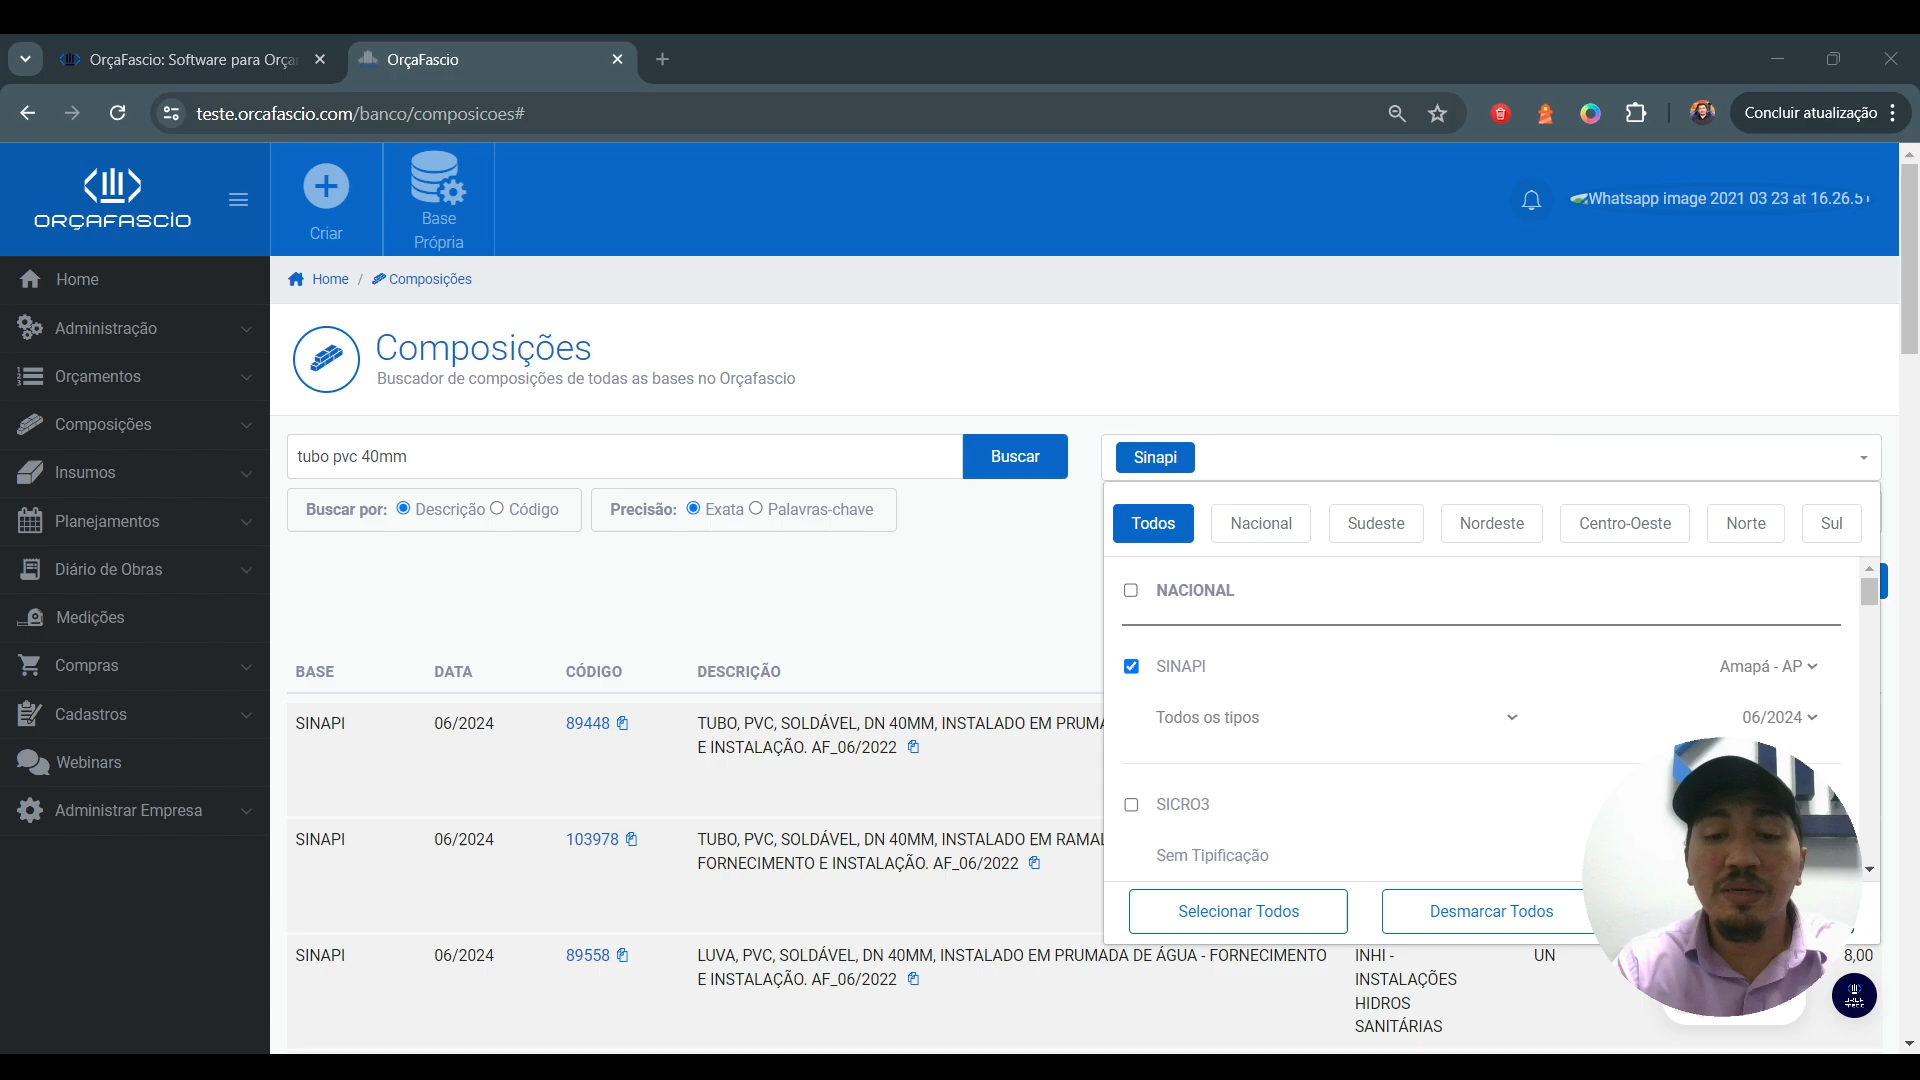 OrçaFascio: Software para Orça
OrçaFascio
teste.orcafascio.com/banco/composicoes#
Concluir atualização
ORÇAFASCIO
Criar
Base
Própria
Whatsapp image 2021 03 23 at 16.26.5
Home
Administração
Orçamentos
Composições
Insumos
Planejamentos
Diário de Obras
Medições
Compras
Cadastros
Webinars
Administrar Empresa
Home / Composições
Composições
Buscador de composições de todas as bases no Orçafascio
tubo pvc 40mm
Buscar
Sinapi
Buscar por: Descrição Código
Precisão: Exata Palavras-chave
Todos Nacional Sudeste Nordeste Centro-Oeste Norte Sul
NACIONAL
SINAPI Amapá - AP
Todos os tipos 06/2024
SICRO3
Sem Tipificação
Selecionar Todos Desmarcar Todos
BASE DATA CÓDIGO DESCRIÇÃO
SINAPI 06/2024 89448 TUBO, PVC, SOLDÁVEL, DN 40MM, INSTALADO EM PRUMA
E INSTALAÇÃO. AF_06/2022
SINAPI 06/2024 103978 TUBO, PVC, SOLDÁVEL, DN 40MM, INSTALADO EM RAMAL
FORNECIMENTO E INSTALAÇÃO. AF_06/2022
SINAPI 06/2024 89558 LUVA, PVC, SOLDÁVEL, DN 40MM, INSTALADO EM PRUMADA DE ÁGUA - FORNECIMENTO INHI - UN 8,00
E INSTALAÇÃO. AF_06/2022 INSTALAÇÕES
HIDROS
SANITÁRIAS